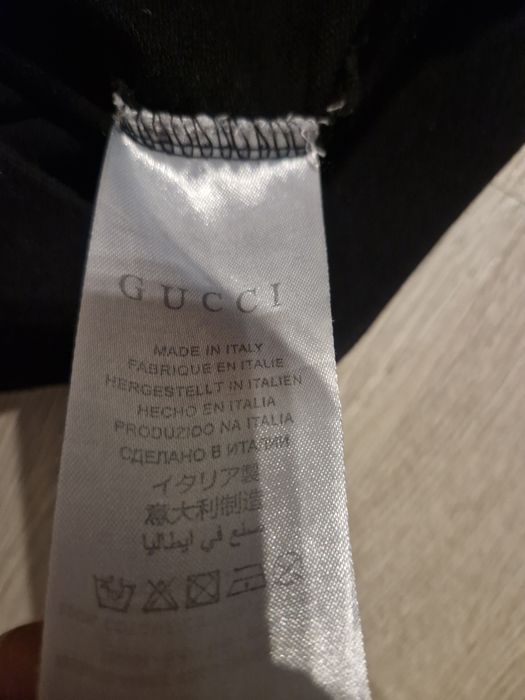 GUCCI
MADE IN ITALY
FABRIQUE EN ITALIE
HERGESTELLT IN ITALIEN
HECHO EN ITALIA
PRODUZIDO NA ITALIA
СДЕЛАНО В ИТАЛИИ
イタリア製
意大利制造
صنع في ايطاليا